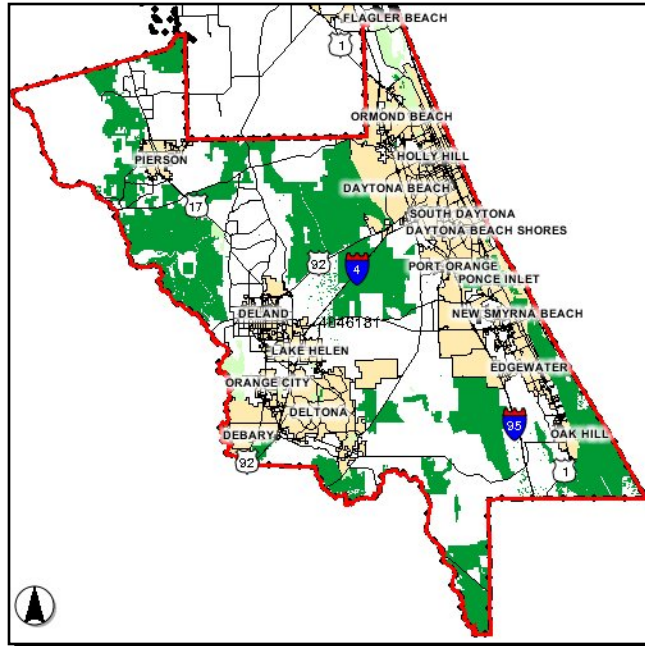 FLAGLER BEACH
1
ORMOND BEACH
HOLLY HILL
PIERSON
DAYTONA BEACH
17
SOUTH DAYTONA
DAYTONA BEACH SHORES
92
4
PORT ORANGE
PONCE INLET
DELAND
NEW SMYRNA BEACH
4046181
LAKE HELEN
EDGEWATER
ORANGE CITY
DELTONA
95
DEBARY
OAK HILL
92
1